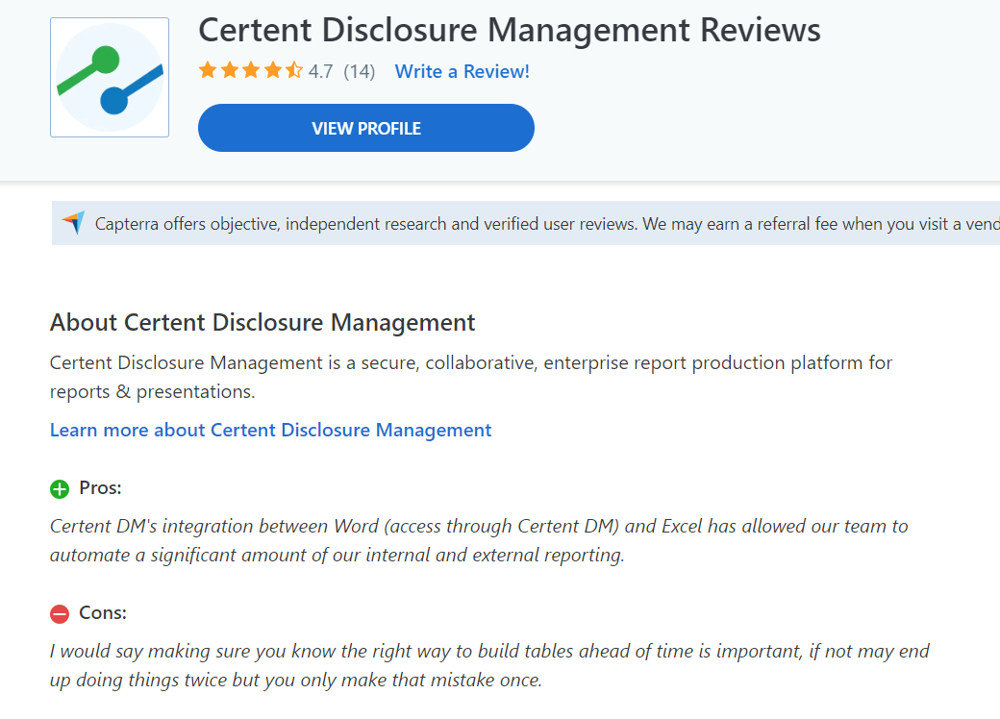 Certent Disclosure Management Reviews
4.7 (14) Write a Review!
VIEW PROFILE
Capterra offers objective, independent research and verified user reviews. We may earn a referral fee when you visit a vend
About Certent Disclosure Management
Certent Disclosure Management is a secure, collaborative, enterprise report production platform for
reports & presentations.
Learn more about Certent Disclosure Management
Pros:
Certent DM's integration between Word (access through Certent DM) and Excel has allowed our team to
automate a significant amount of our internal and external reporting.
Cons:
I would say making sure you know the right way to build tables ahead of time is important, if not may end
up doing things twice but you only make that mistake once.